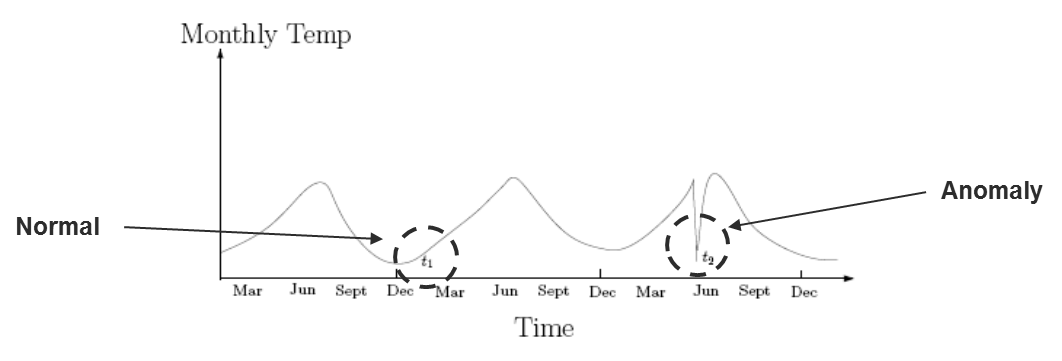 Monthly Temp
Normal
Anomaly
t₁
t₂
Mar Jun Sept Dec Mar Jun Sept Dec Mar Jun Sept Dec
Time